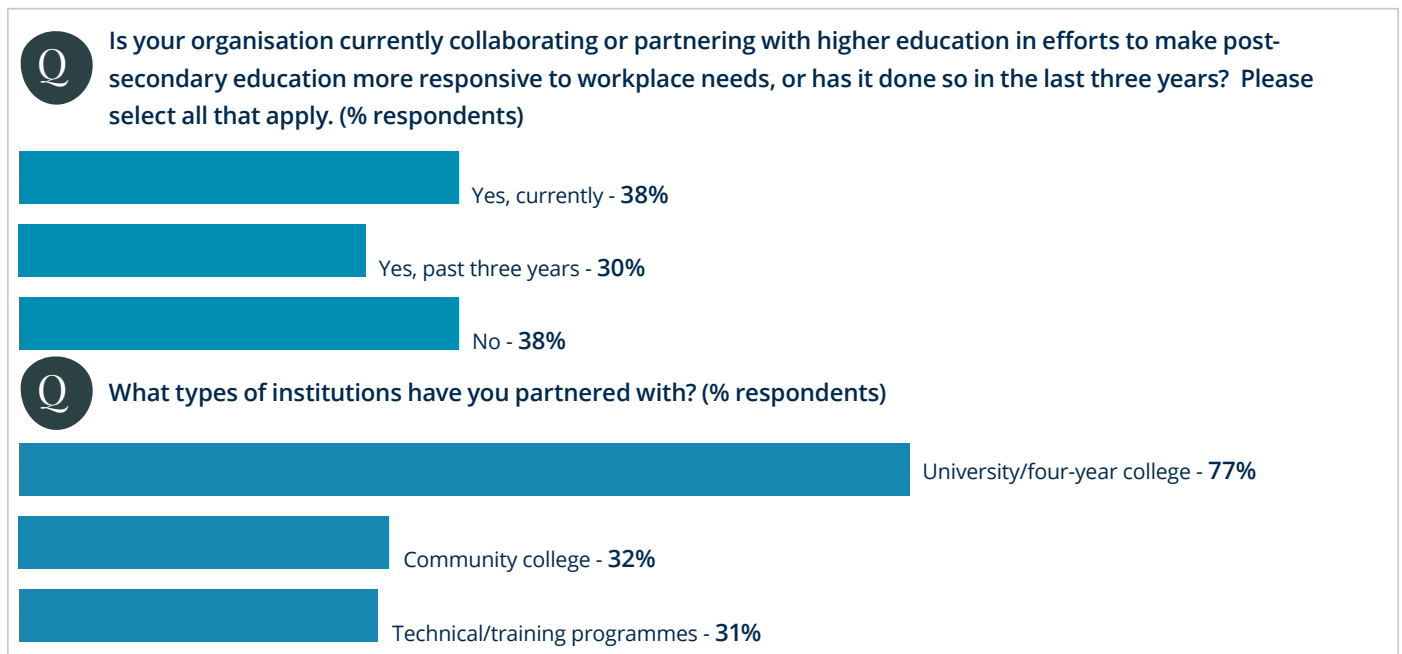 Q
Is your organisation currently collaborating or partnering with higher education in efforts to make post-
secondary education more responsive to workplace needs, or has it done so in the last three years?  Please
select all that apply. (% respondents)
Yes, currently - 38%
Yes, past three years - 30%
No - 38%
Q
What types of institutions have you partnered with? (% respondents)
University/four-year college - 77%
Community college - 32%
Technical/training programmes - 31%